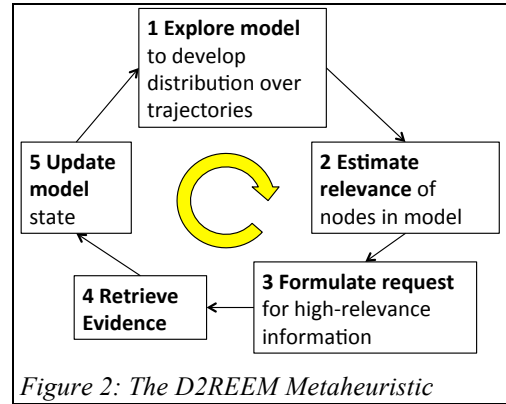 1 Explore model
to develop
distribution over
trajectories
2 Estimate
relevance of
nodes in model
3 Formulate request
for high-relevance
information
4 Retrieve
Evidence
5 Update
model
state
Figure 2: The D2REEM Metaheuristic